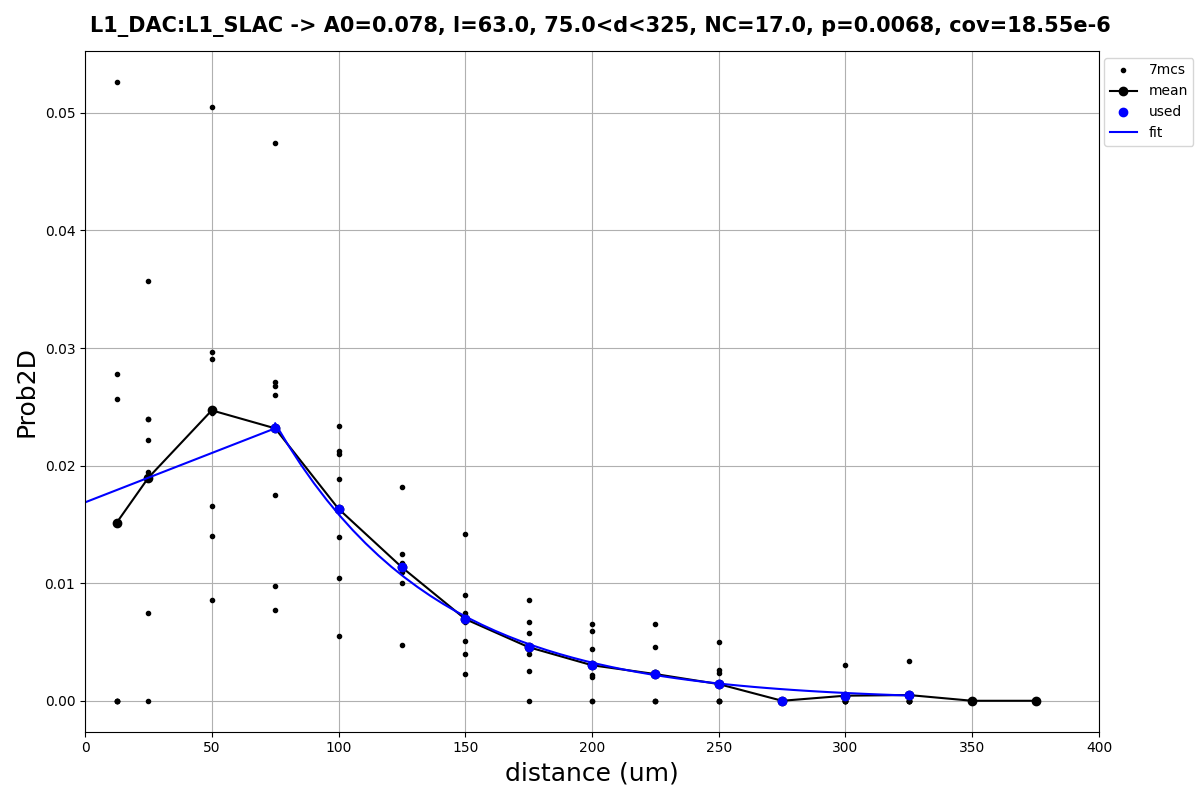 L1_DAC:L1_SLAC -> A0=0.078, l=63.0, 75.0<d<325, NC=17.0, p=0.0068, cov=18.55e-6
7mcs
mean
used
fit
Prob2D
0.05
0.04
0.03
0.02
0.01
0.00
0 50 100 150 200 250 300 350 400
distance (um)